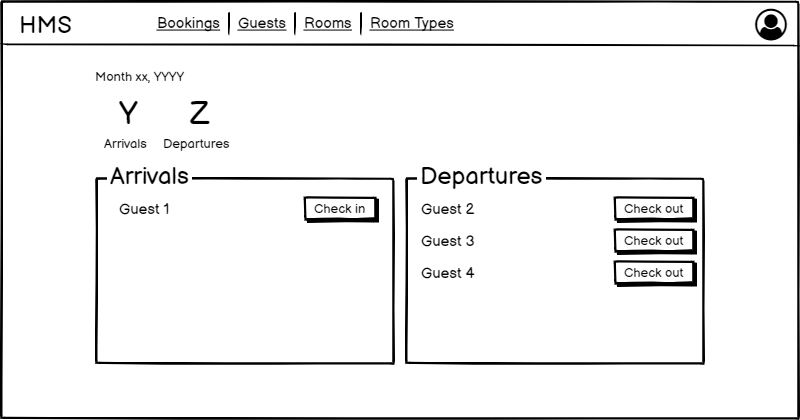 HMS Bookings Guests Rooms Room Types
Month xx, YYYY
Y Z
Arrivals Departures
Arrivals
Guest 1 Check in
Departures
Guest 2 Check out
Guest 3 Check out
Guest 4 Check out